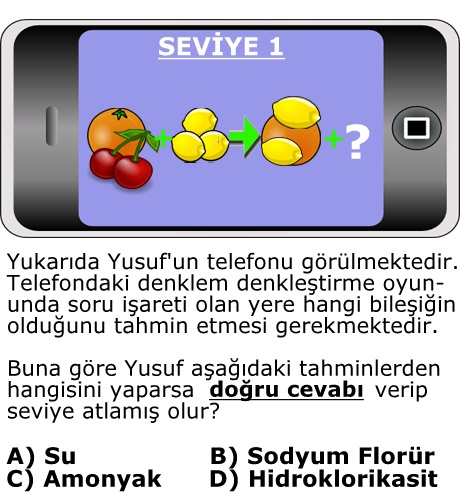 SEVİYE 1
+ + ?
Yukarıda Yusuf'un telefonu görülmektedir.
Telefondaki denklem denkleştirme oyun-
unda soru işareti olan yere hangi bileşiğin
olduğunu tahmin etmesi gerekmektedir.
Buna göre Yusuf aşağıdaki tahminlerden
hangisini yaparsa doğru cevabı verip
seviye atlamış olur?
A) Su B) Sodyum Florür
C) Amonyak D) Hidroklorikasit